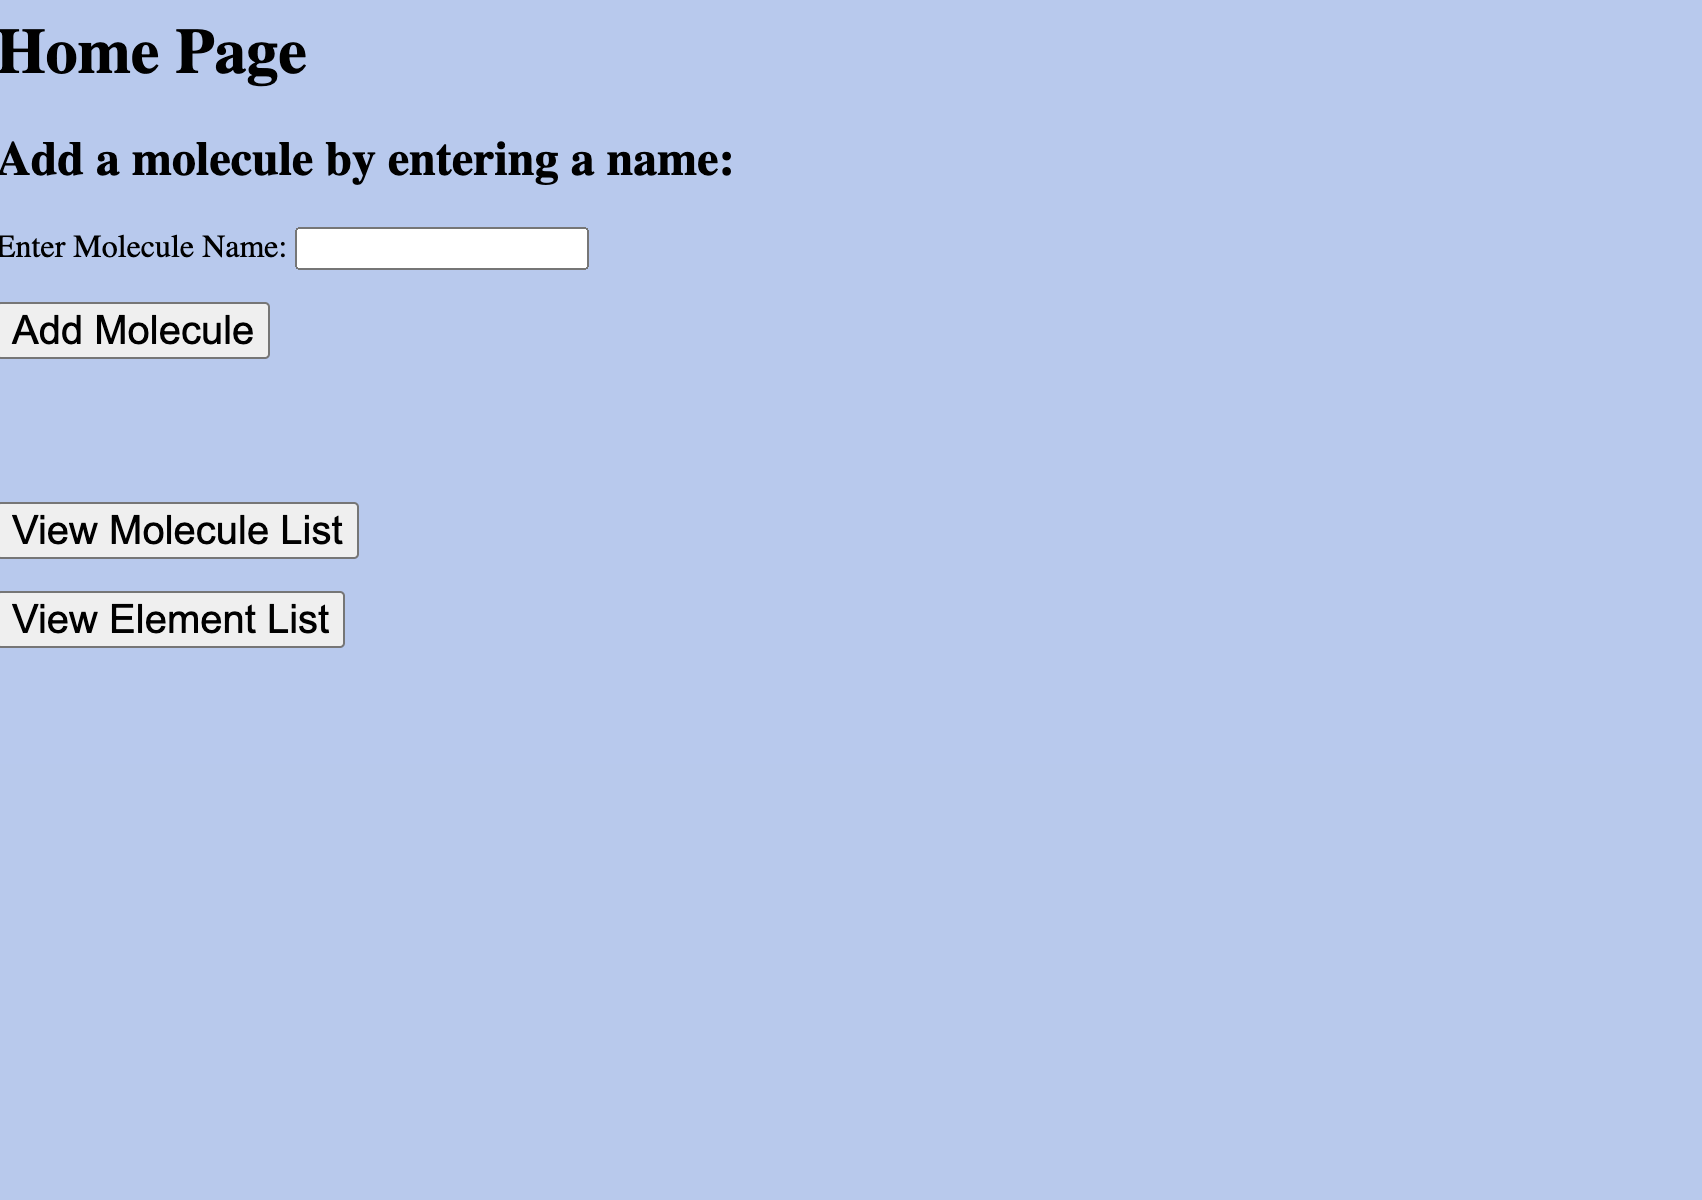 Home Page
Add a molecule by entering a name:
Enter Molecule Name:
Add Molecule
View Molecule List
View Element List